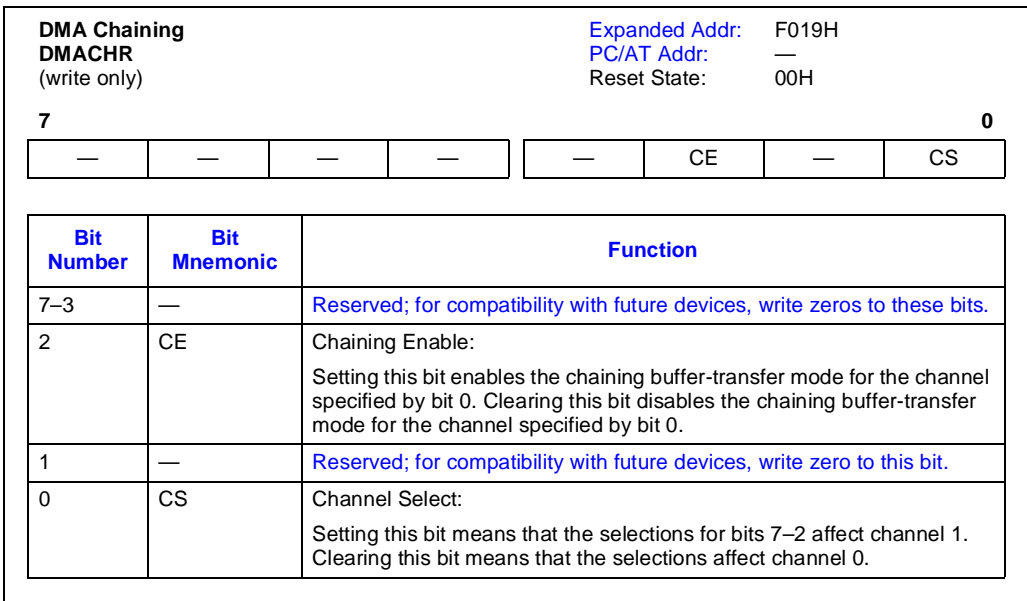 DMA Chaining Expanded Addr: F019H
DMACHR PC/AT Addr: —
(write only) Reset State: 00H
7 0
— — — — — CE — CS
Bit Number Bit Mnemonic Function
7–3 — Reserved; for compatibility with future devices, write zeros to these bits.
2 CE Chaining Enable:
Setting this bit enables the chaining buffer-transfer mode for the channel
specified by bit 0. Clearing this bit disables the chaining buffer-transfer
mode for the channel specified by bit 0.
1 — Reserved; for compatibility with future devices, write zero to this bit.
0 CS Channel Select:
Setting this bit means that the selections for bits 7–2 affect channel 1.
Clearing this bit means that the selections affect channel 0.